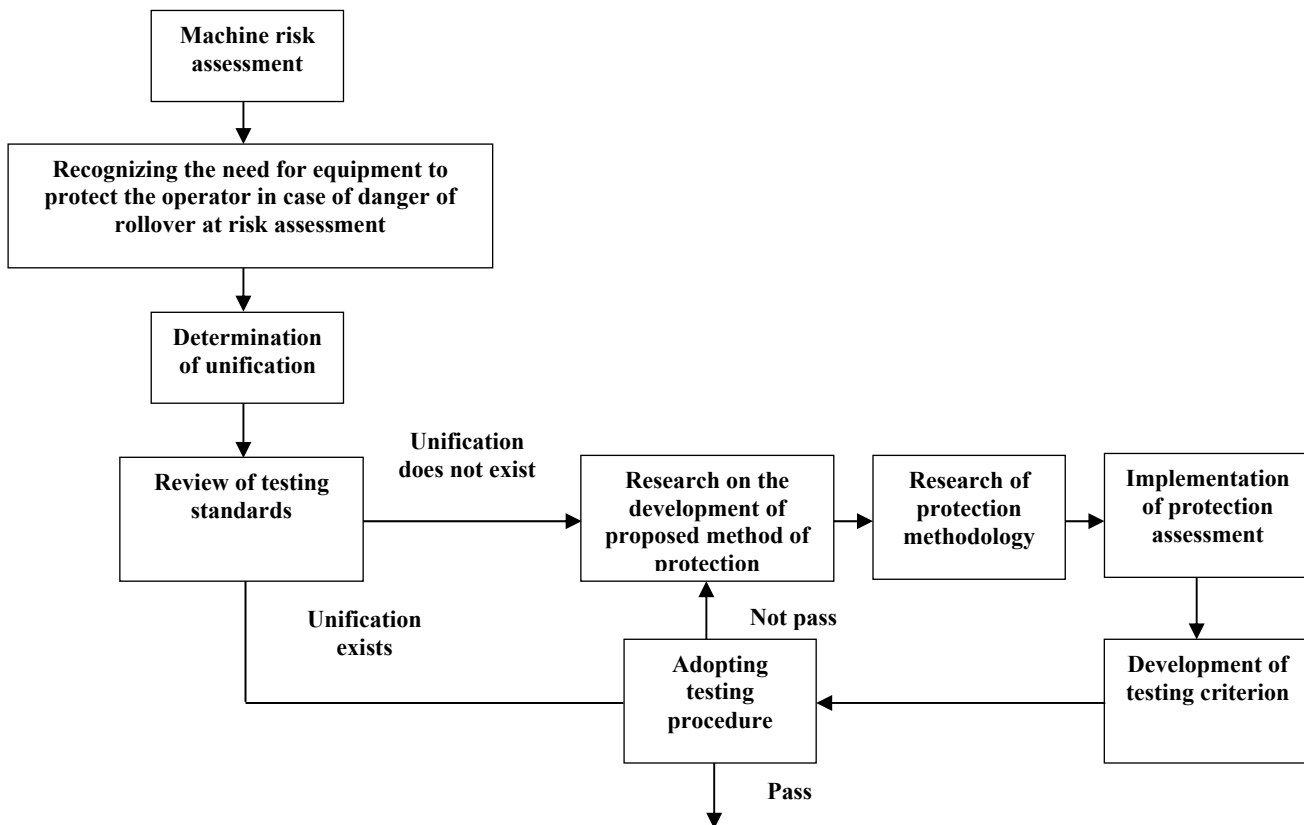 Machine risk
assessment
Recognizing the need for equipment to
protect the operator in case of danger of
rollover at risk assessment
Determination
of unification
Review of testing
standards
Unification
does not exist
Research on the
development of
proposed method of
protection
Research of
protection
methodology
Implementation
of protection
assessment
Unification
exists
Not pass
Adopting
testing
procedure
Development of
testing criterion
Pass